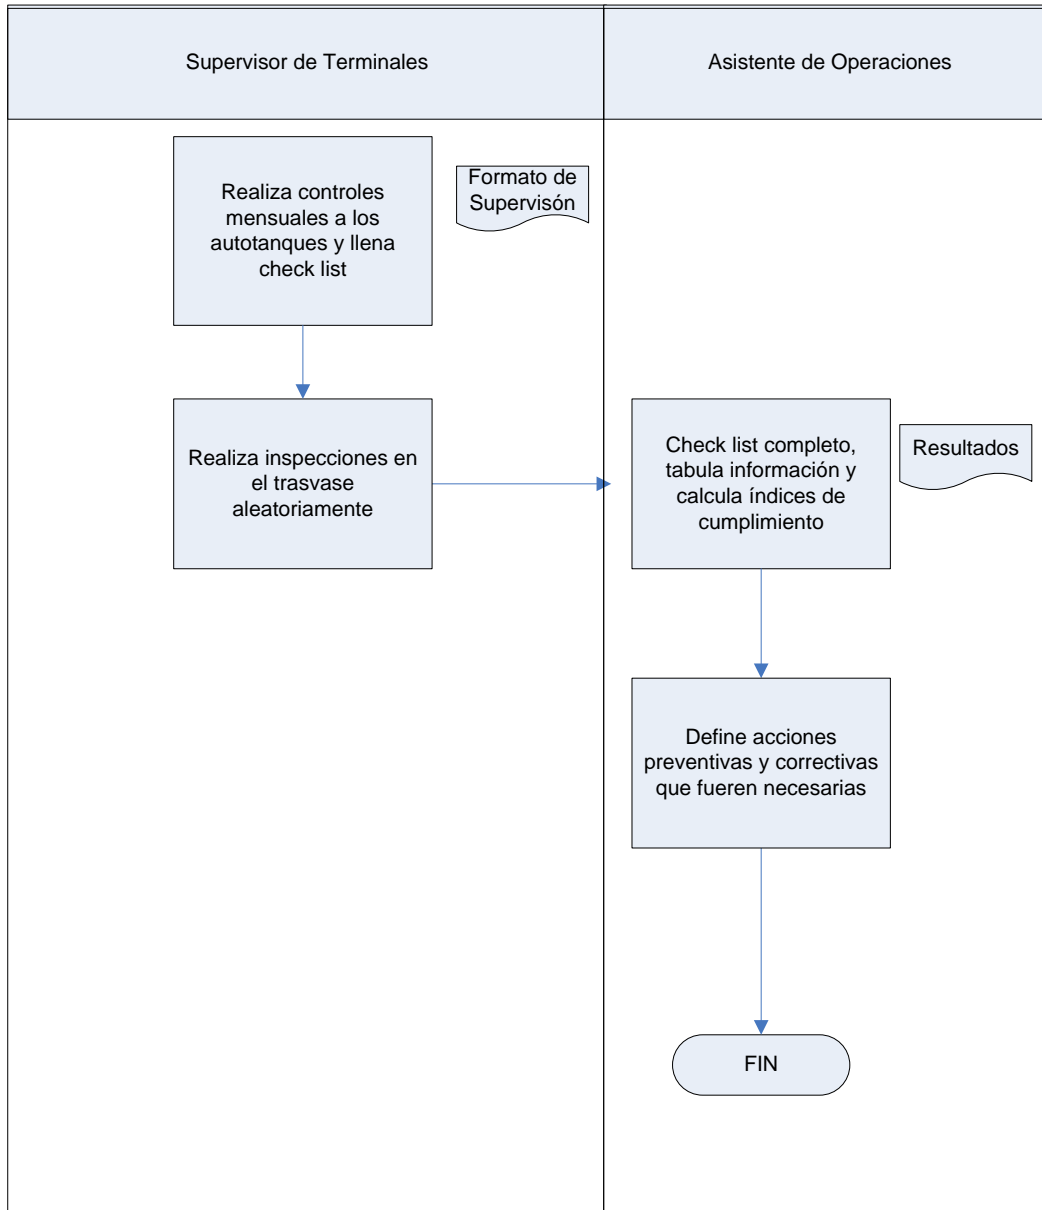 Supervisor de Terminales
Asistente de Operaciones
Realiza controles
mensuales a los
autotanques y llena
check list
Formato de
Supervisón
Realiza inspecciones en
el trasvase
aleatoriamente
Check list completo,
tabula información y
calcula índices de
cumplimiento
Resultados
Define acciones
preventivas y correctivas
que fueren necesarias
FIN